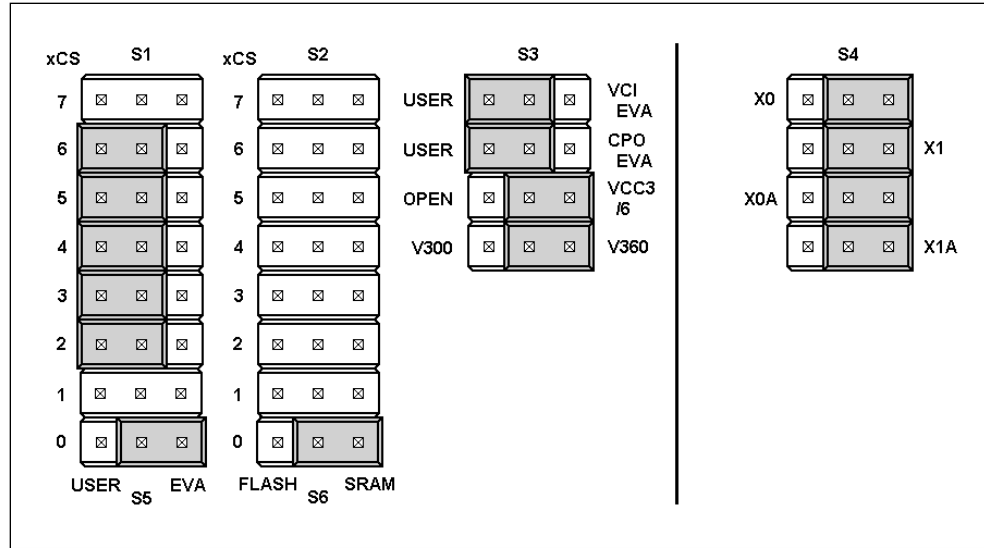 xCS S1 xCS S2 S3 S4
7 7 USER VCI EVA X0
6 6 USER CPO EVA X1
5 5 OPEN VCC3 /6 X0A
4 4 V300 V360 X1A
3 3
2 2
1 1
0 0
USER S5 EVA FLASH S6 SRAM